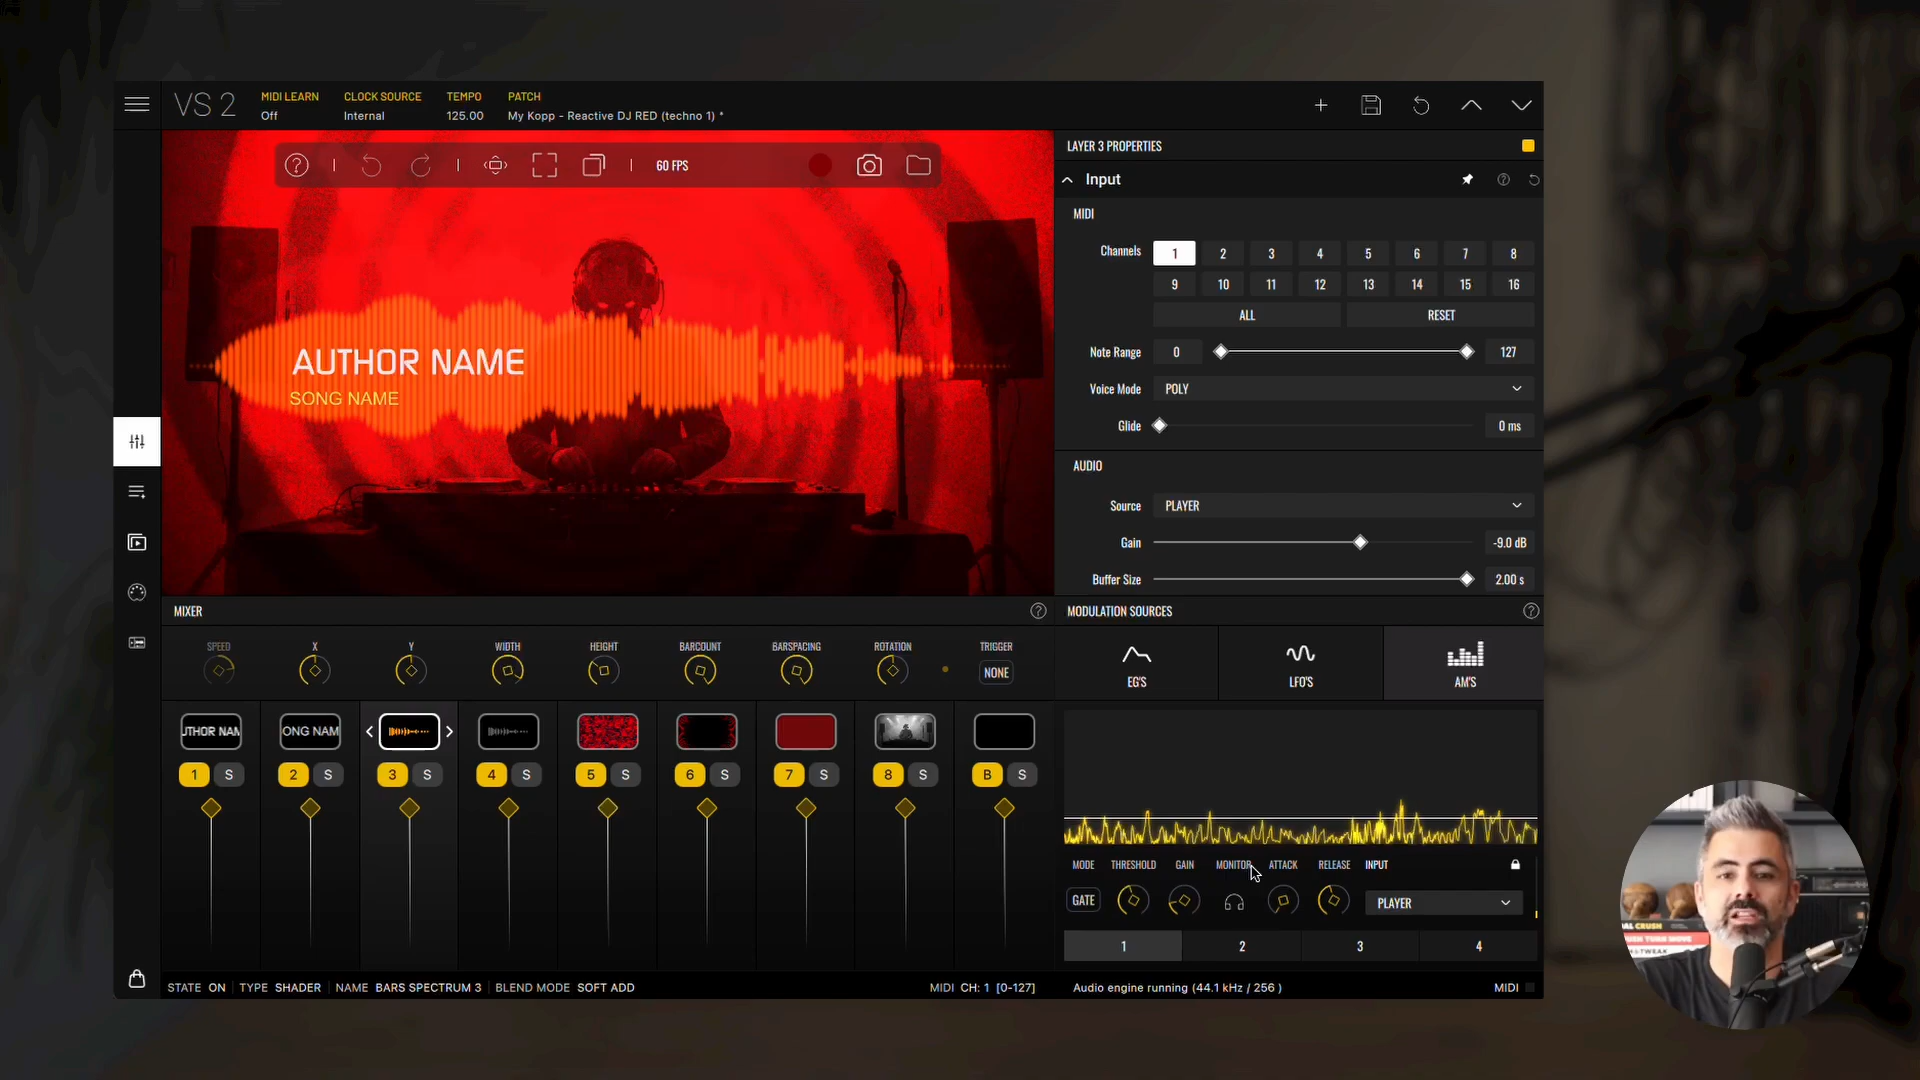 VS 2
MIDI LEARN
Off
CLOCK SOURCE
Internal
TEMPO
125.00
PATCH
My Kopp - Reactive DJ RED (techno 1) *
60 FPS
AUTHOR NAME
SONG NAME
LAYER 3 PROPERTIES
Input
MIDI
Channels
1 2 3 4 5 6 7 8
9 10 11 12 13 14 15 16
ALL RESET
Note Range 0 127
Voice Mode POLY
Glide 0 ms
AUDIO
Source PLAYER
Gain -9.0 dB
Buffer Size 2.00 s
MIXER
SPEED X Y WIDTH HEIGHT BARCOUNT BARSPACING ROTATION TRIGGER
NONE
UTHOR NAM ONG NAM
1 S 2 S 3 S 4 S 5 S 6 S 7 S 8 S B S
MODULATION SOURCES
EG'S LFO'S AM'S
MODE THRESHOLD GAIN MONITOR ATTACK RELEASE INPUT
GATE PLAYER
1 2 3 4
STATE ON TYPE SHADER NAME BARS SPECTRUM 3 BLEND MODE SOFT ADD
MIDI CH: 1 [0-127]
Audio engine running (44.1 kHz / 256 )
MIDI